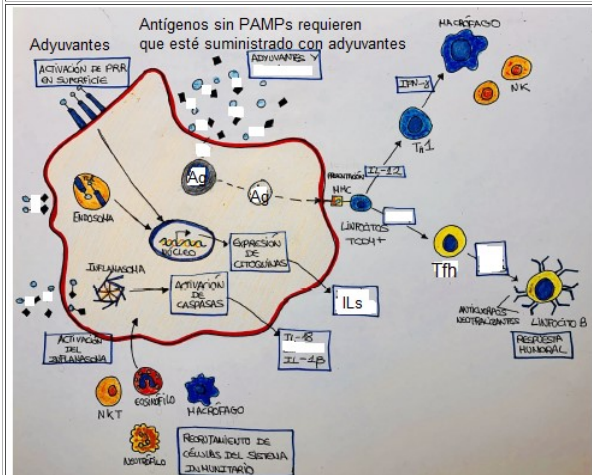 Antígenos sin PAMPs requieren
que esté suministrado con adyuvantes
Adyuvantes
ACTIVACIÓN DE PRR
EN SUPERFICIE
ADYUVANTES Y
MACRÓFAGO
NK
IFN-γ
TH1
IL-12
PRESENTACIÓN
MHC
LINFOCITOS
TCD4+
Ag
Ag
TLR
ENDOSOMA
NÚCLEO
EXPRESIÓN
DE
CITOQUINAS
INFLAMASOMA
ACTIVACIÓN
DE
CASPASAS
ILs
IL-18
IL-1β
Tfh
ANTICUERPOS
NEUTRALIZANTES
LINFOCITO B
RESPUESTA
HUMORAL
ACTIVACIÓN
DEL
INFLAMASOMA
NKT
EOSINÓFILO
MACRÓFAGO
NEUTRÓFILO
RECRUTAMIENTO DE
CÉLULAS DEL SISTEMA
INMUNITARIO